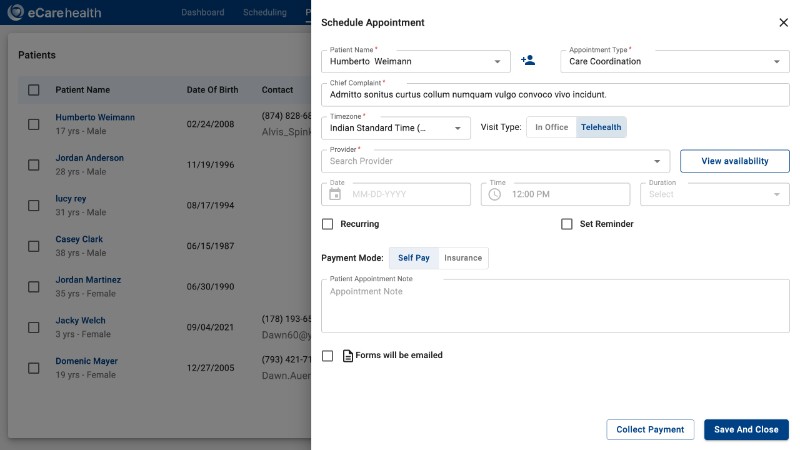 eCarehealth
Dashboard
Scheduling
P
Patients
Patient Name
Date Of Birth
Contact
Humberto Weimann
17 yrs - Male
02/24/2008
(874) 828-68
Alvis_Spink
Jordan Anderson
28 yrs - Male
11/19/1996
lucy rey
31 yrs - Male
08/17/1994
Casey Clark
38 yrs - Male
06/15/1987
Jordan Martinez
35 yrs - Female
06/30/1990
Jacky Welch
3 yrs - Female
09/04/2021
(178) 193-65
Dawn60@y
Domenic Mayer
19 yrs - Female
12/27/2005
(793) 421-71
Dawn.Auer
Schedule Appointment
Patient Name *
Humberto Weimann
Appointment Type *
Care Coordination
Chief Complaint *
Admitto sonitus curtus collum numquam vulgo convoco vivo incidunt.
Timezone *
Indian Standard Time (...
Visit Type:
In Office
Telehealth
Provider *
Search Provider
View availability
Date
MM-DD-YYYY
Time
12:00 PM
Duration
Select
Recurring
Set Reminder
Payment Mode:
Self Pay
Insurance
Patient Appointment Note
Appointment Note
Forms will be emailed
Collect Payment
Save And Close